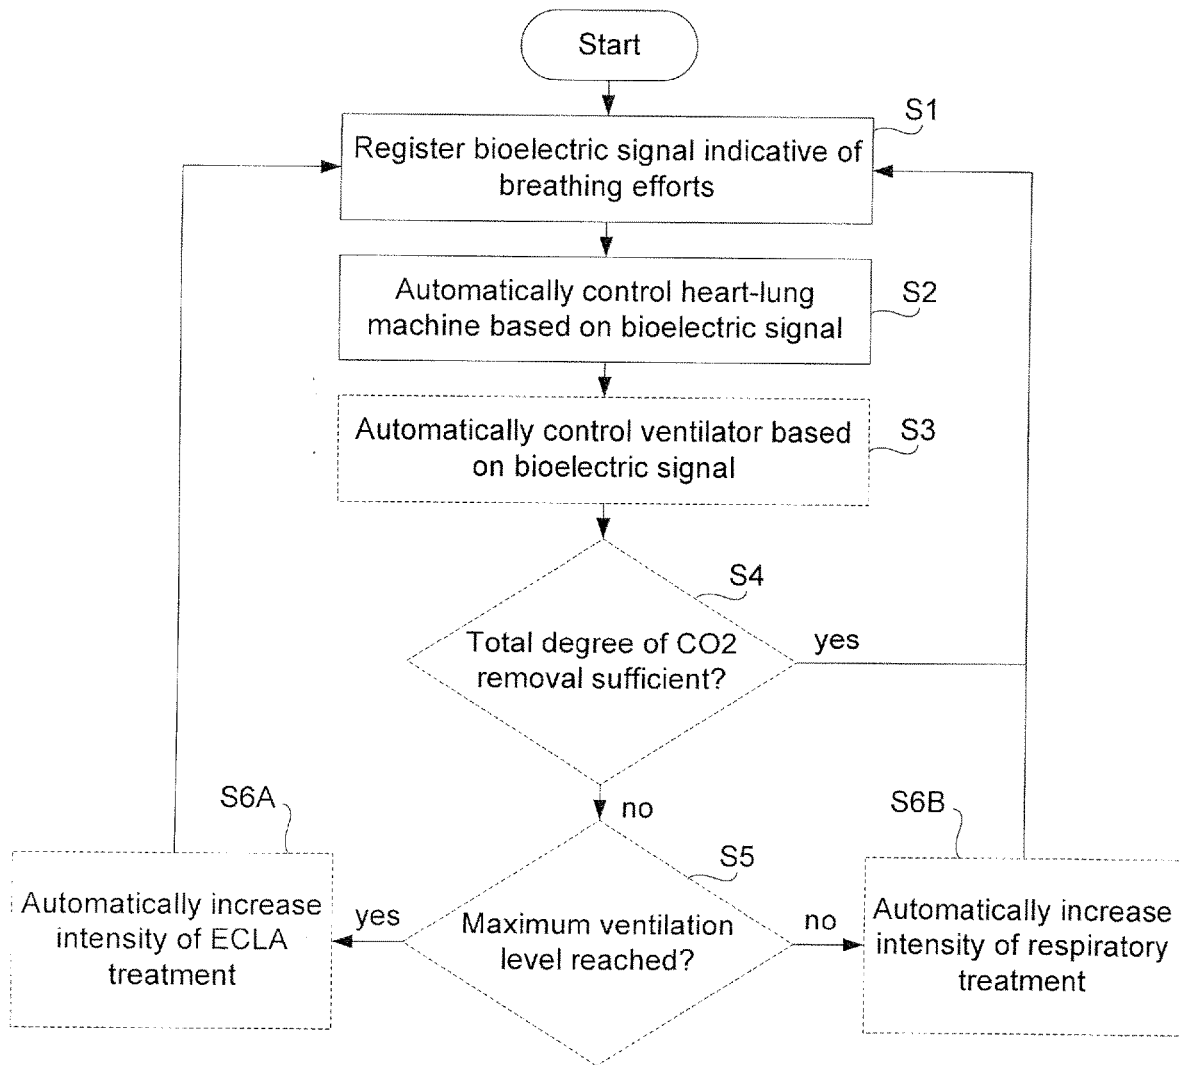 Start
S1
Register bioelectric signal indicative of
breathing efforts
S2
Automatically control heart-lung
machine based on bioelectric signal
S3
Automatically control ventilator based
on bioelectric signal
S4
Total degree of CO2
removal sufficient?
yes
no
S6A
Automatically increase
intensity of ECLA
treatment
S5
yes
Maximum ventilation
level reached?
no
S6B
Automatically increase
intensity of respiratory
treatment